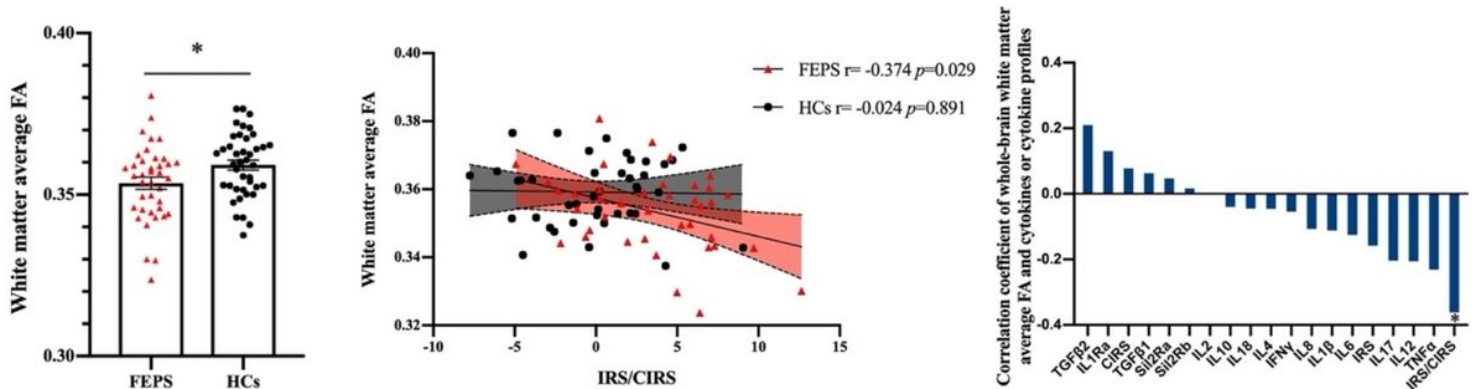 White matter average FA
0.40
0.35
0.30
*
FEPS
HCs
White matter average FA
0.40
0.38
0.36
0.34
0.32
-10
-5
0
5
10
15
IRS/CIRS
FEPS r= -0.374 p=0.029
HCs r= -0.024 p=0.891
Correlation coefficient of whole-brain white matter
average FA and cytokines or cytokine profiles
0.4
0.2
0.0
-0.2
-0.4
*
TGFβ2
IL1Ra
CIRS
TGFβ1
Sil2Ra
Sil2Rb
IL2
IL10
IL18
IL4
IFNγ
IL8
IL1β
IL6
IRS
IL17
IL12
TNFα
IRS/CIRS